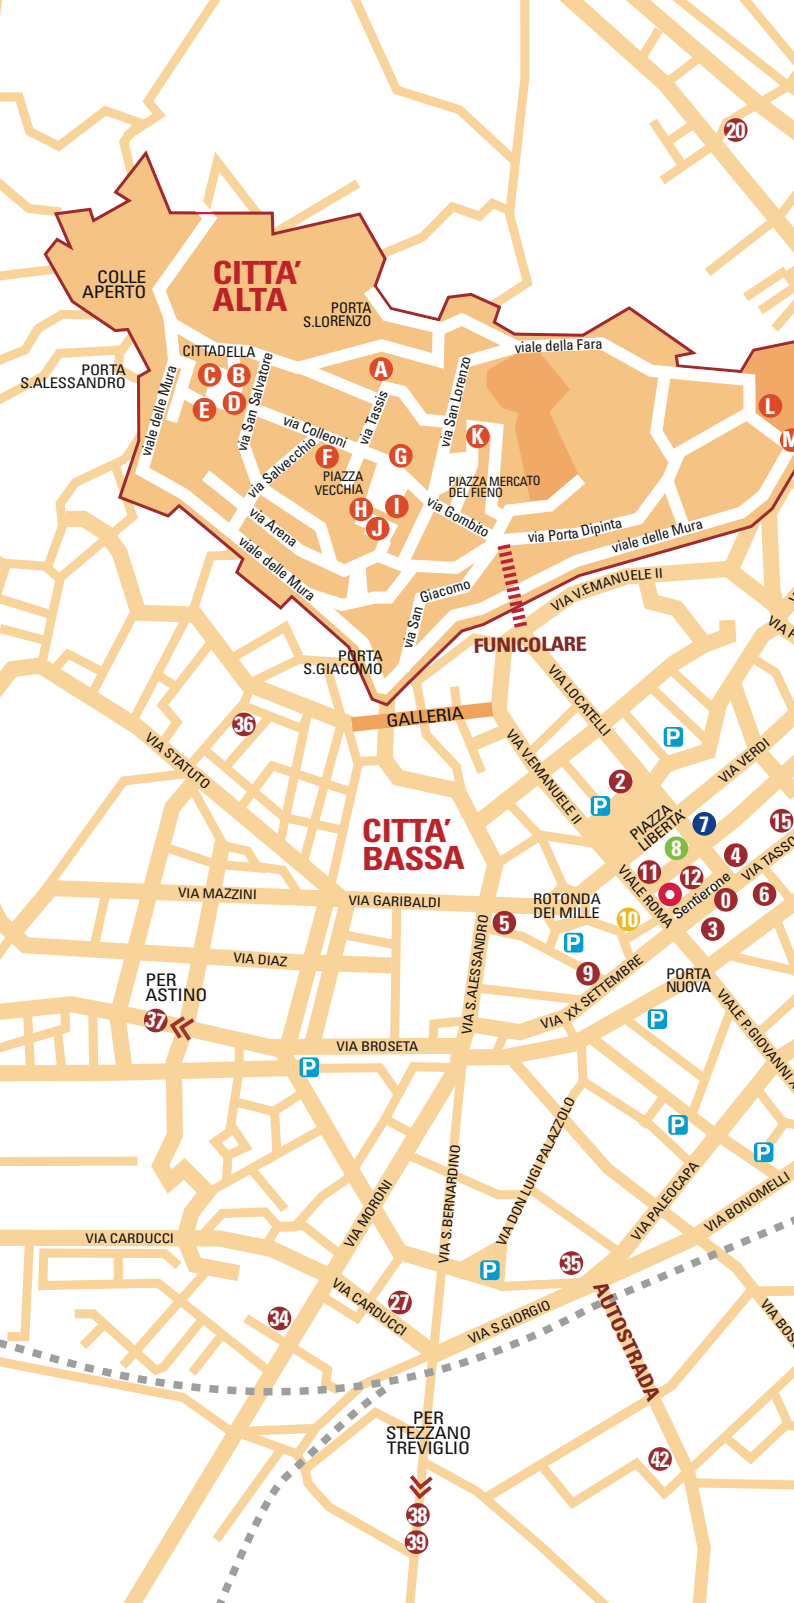 20
COLLE
APERTO
CITTA'
ALTA
PORTA
S.LORENZO
viale della Fara
CITTADELLA
PORTA
S.ALESSANDRO
A
C
B
E
D
L
M
viale delle Mura
via San Salvatore
via Tassis
via San Lorenzo
via Colleoni
K
F
G
via Salvecchio
PIAZZA
VECCHIA
PIAZZA MERCATO
DEL FIENO
H
I
J
via Gombito
via Arena
via Porta Dipinta
viale delle Mura
viale delle Mura
via San Giacomo
VIA V.EMANUELE II
FUNICOLARE
PORTA
S.GIACOMO
VIA LOCATELLI
GALLERIA
36
VIA STATUTO
P
VIA V.EMANUELE II
VIA VERDI
2
P
CITTA'
BASSA
PIAZZA
LIBERTA'
7
15
8
4
VIA TASSO
11
12
VIALE ROMA
Sentierone
0
6
VIA MAZZINI
VIA GARIBALDI
ROTONDA
DEI MILLE
10
5
3
P
VIA DIAZ
VIA S.ALESSANDRO
9
VIA XX SETTEMBRE
PORTA
NUOVA
PER
ASTINO
37
P
VIALE P.GIOVANNI
VIA BROSETA
P
P
P
VIA DON LUIGI PALAZZOLO
VIA S.BERNARDINO
VIA MORONI
VIA PALEOCAPA
VIA BONOMELLI
VIA CARDUCCI
P
35
VIA CARDUCCI
27
34
VIA S.GIORGIO
AUTOSTRADA
PER
STEZZANO
TREVIGLIO
42
38
39